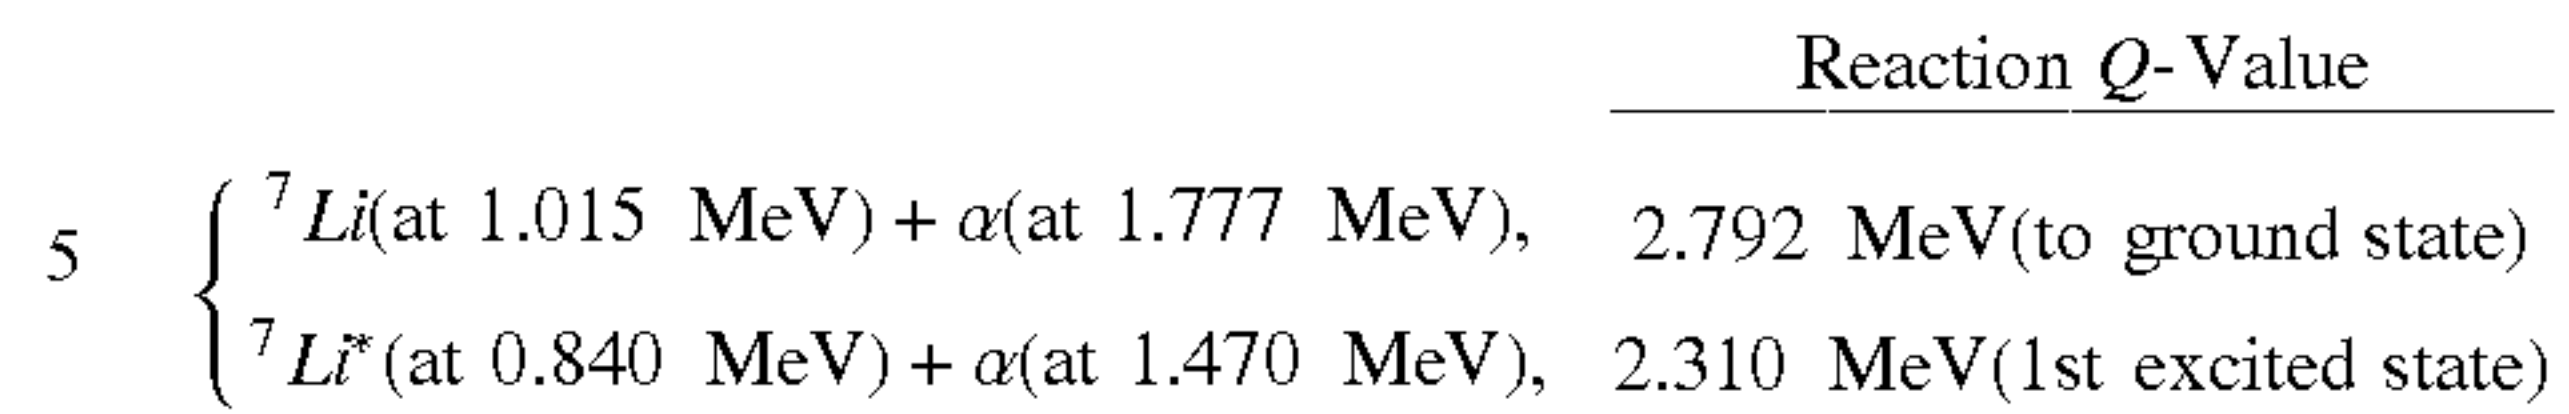 Reaction Q-Value
5 { ⁷Li(at 1.015 MeV) + α(at 1.777 MeV), 2.792 MeV(to ground state)
⁷Li*(at 0.840 MeV) + α(at 1.470 MeV), 2.310 MeV(1st excited state)